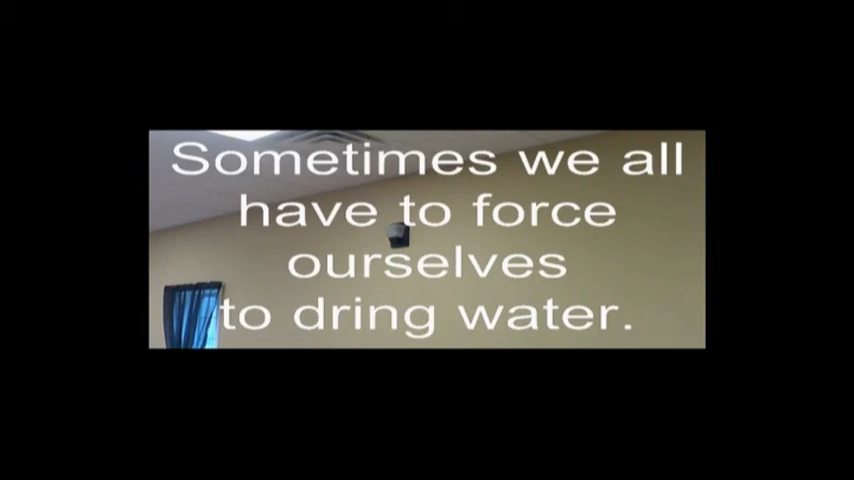 Sometimes we all
have to force
ourselves
to dring water.